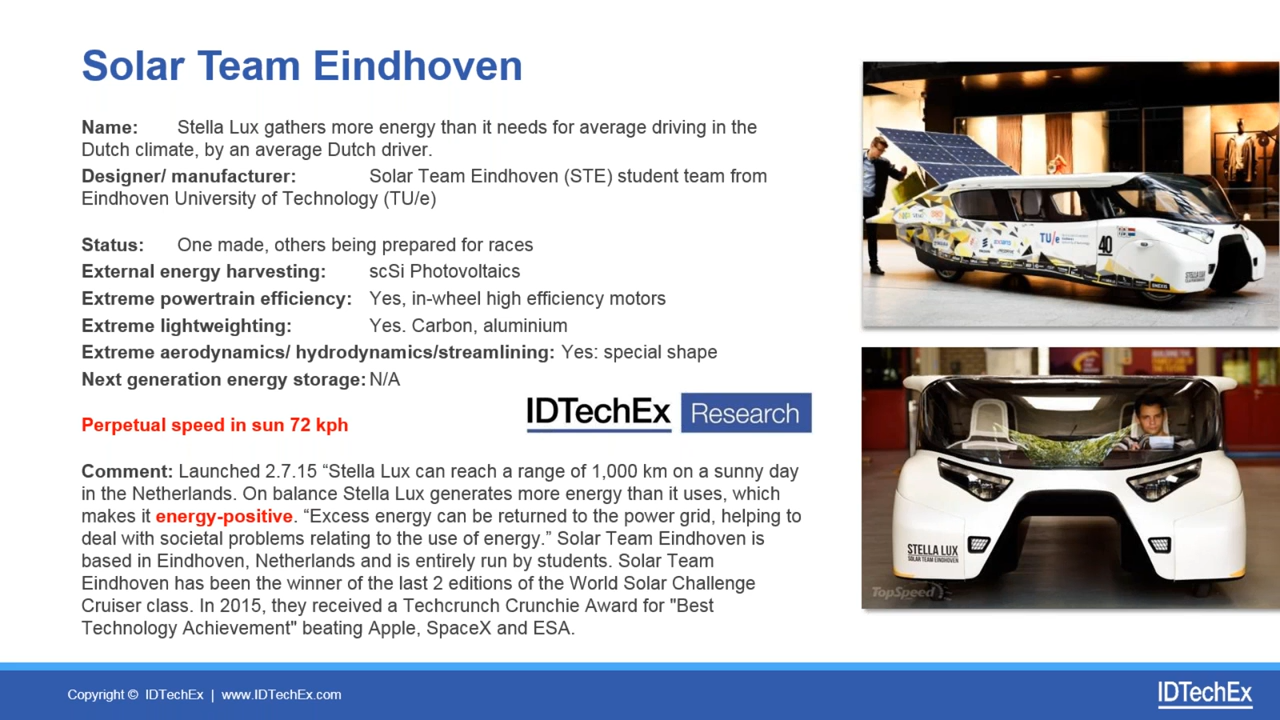 Solar Team Eindhoven
Name: Stella Lux gathers more energy than it needs for average driving in the
Dutch climate, by an average Dutch driver.
Designer/ manufacturer: Solar Team Eindhoven (STE) student team from
Eindhoven University of Technology (TU/e)
Status: One made, others being prepared for races
External energy harvesting: scSi Photovoltaics
Extreme powertrain efficiency: Yes, in-wheel high efficiency motors
Extreme lightweighting: Yes. Carbon, aluminium
Extreme aerodynamics/ hydrodynamics/streamlining: Yes: special shape
Next generation energy storage: N/A
IDTechEx Research
Perpetual speed in sun 72 kph
Comment: Launched 2.7.15 “Stella Lux can reach a range of 1,000 km on a sunny day
in the Netherlands. On balance Stella Lux generates more energy than it uses, which
makes it energy-positive. “Excess energy can be returned to the power grid, helping to
deal with societal problems relating to the use of energy.” Solar Team Eindhoven is
based in Eindhoven, Netherlands and is entirely run by students. Solar Team
Eindhoven has been the winner of the last 2 editions of the World Solar Challenge
Cruiser class. In 2015, they received a Techcrunch Crunchie Award for "Best
Technology Achievement" beating Apple, SpaceX and ESA.
TU/e
40
STELLA LUX
STELLA LUX
SOLAR TEAM EINDHOVEN
TopSpeed
Copyright © IDTechEx | www.IDTechEx.com
IDTechEx